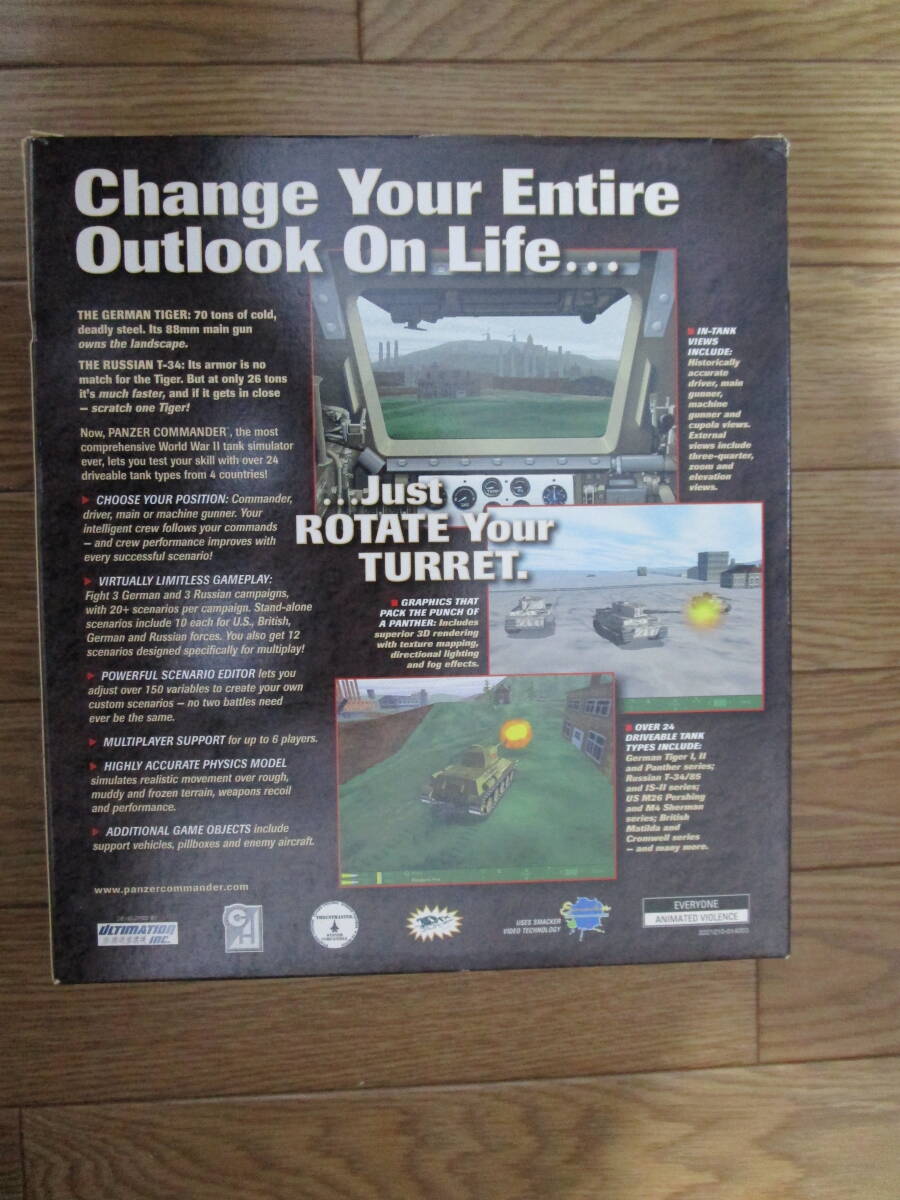 Change Your Entire
Outlook On Life...
THE GERMAN TIGER: 70 tons of cold,
deadly steel. Its 88mm main gun
owns the landscape.
THE RUSSIAN T-34: Its armor is no
match for the Tiger. But at only 26 tons
it's much faster, and if it gets in close
— scratch one Tiger!
Now, PANZER COMMANDER™, the most
comprehensive World War II tank simulator
ever, lets you test your skill with over 24
driveable tank types from 4 countries!
CHOOSE YOUR POSITION: Commander,
driver, main or machine gunner. Your
intelligent crew follows your commands
— and crew performance improves with
every successful scenario!
VIRTUALLY LIMITLESS GAMEPLAY:
Fight 3 German and 3 Russian campaigns,
with 20+ scenarios per campaign. Stand-alone
scenarios include 10 each for U.S., British,
German and Russian forces. You also get 12
scenarios designed specifically for multiplay!
POWERFUL SCENARIO EDITOR lets you
adjust over 150 variables to create your own
custom scenarios — no two battles need
ever be the same.
MULTIPLAYER SUPPORT for up to 6 players.
HIGHLY ACCURATE PHYSICS MODEL
simulates realistic movement over rough,
muddy and frozen terrain, weapons recoil
and performance.
ADDITIONAL GAME OBJECTS include
support vehicles, pillboxes and enemy aircraft.
IN-TANK
VIEWS
INCLUDE:
Historically
accurate
driver, main
gunner,
machine
gunner and
cupola views.
External
views include
three-quarter,
zoom and
elevation
views.
...Just
ROTATE Your
TURRET.
GRAPHICS THAT
PACK THE PUNCH OF
A PANTHER: Includes
superior 3D rendering
with texture mapping,
directional lighting
and fog effects.
OVER 24
DRIVEABLE TANK
TYPES INCLUDE:
German Tiger I, II
and Panther series;
Russian T-34/85
and IS-II series;
US M26 Pershing
and M4 Sherman
series; British
Matilda and
Cromwell series
— and many more.
www.panzercommander.com
DEVELOPED BY
ULTIMATION
INC.
THRUSTMASTER
USES SMACKER
VIDEO TECHNOLOGY
EVERYONE
ANIMATED VIOLENCE